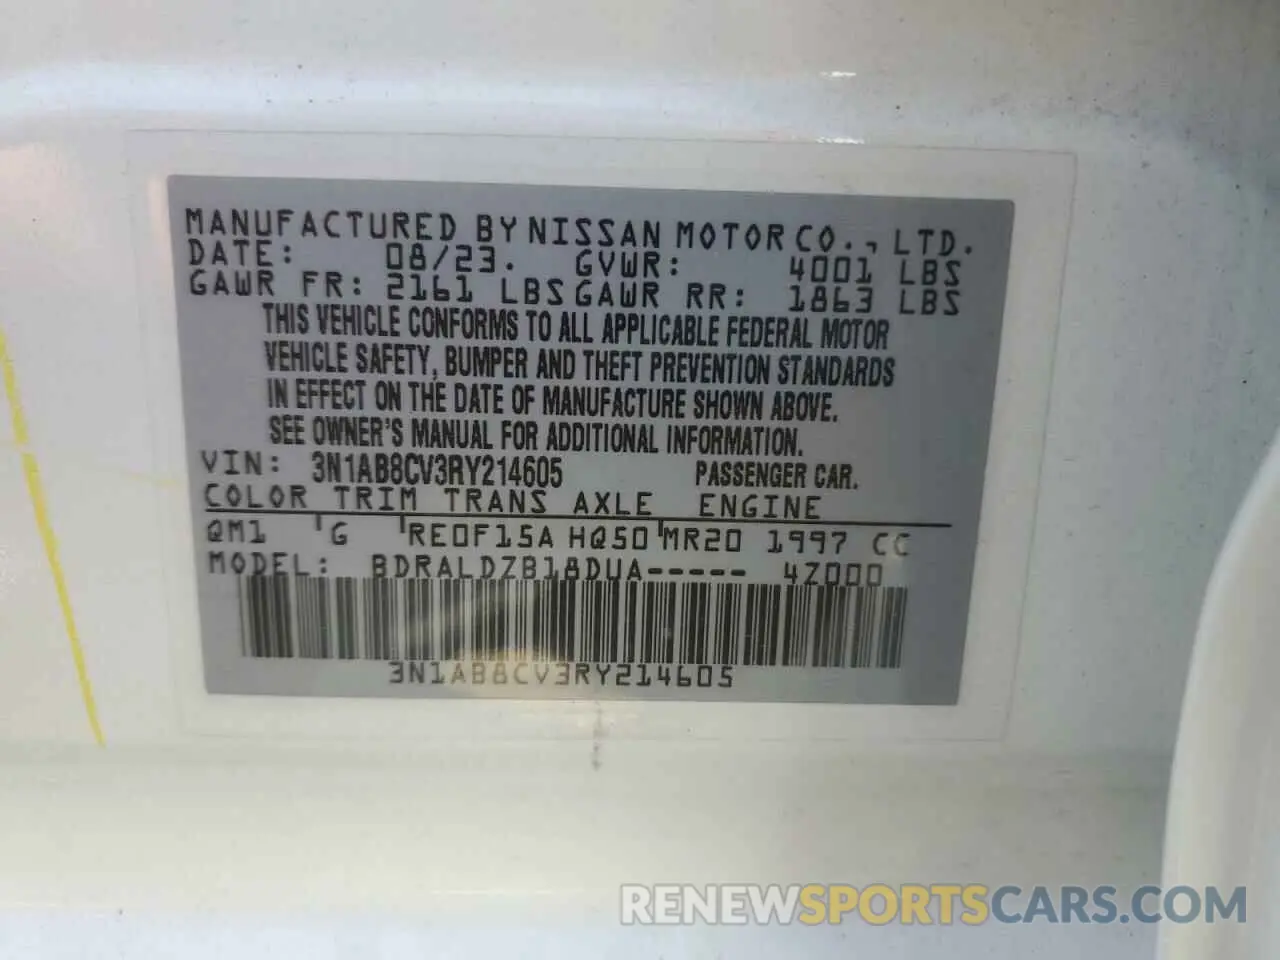 MANUFACTURED BY NISSAN MOTOR CO., LTD.
DATE: 08/23. GVWR: 4001 LBS
GAWR FR: 2161 LBS GAWR RR: 1863 LBS
THIS VEHICLE CONFORMS TO ALL APPLICABLE FEDERAL MOTOR
VEHICLE SAFETY, BUMPER AND THEFT PREVENTION STANDARDS
IN EFFECT ON THE DATE OF MANUFACTURE SHOWN ABOVE.
SEE OWNER'S MANUAL FOR ADDITIONAL INFORMATION.
VIN: 3N1AB8CV3RY214605 PASSENGER CAR.
COLOR TRIM TRANS AXLE ENGINE
QM1 G RE0F15A HQ50 MR20 1997 CC
MODEL: BDRALDZB18DUA----- 4Z000
3N1AB8CV3RY214605
RENEWSPORTSCARS.COM